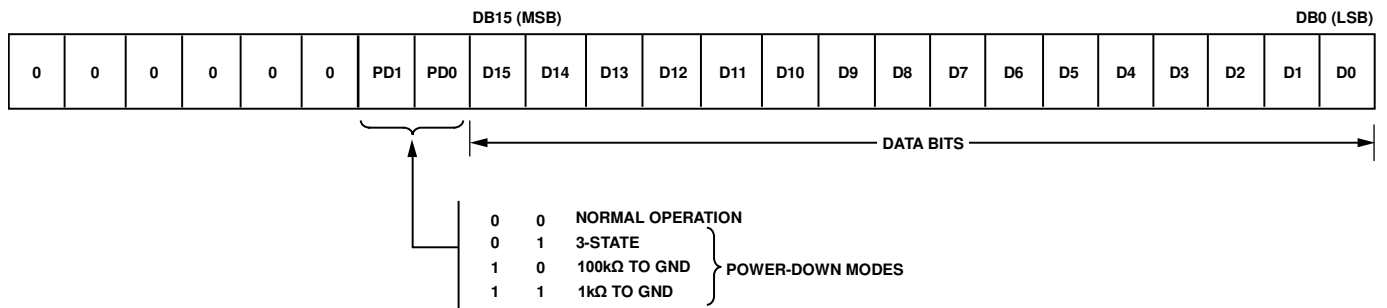 DB15 (MSB) DB0 (LSB)
0 0 0 0 0 0 PD1 PD0 D15 D14 D13 D12 D11 D10 D9 D8 D7 D6 D5 D4 D3 D2 D1 D0
DATA BITS
0 0 NORMAL OPERATION
0 1 3-STATE
1 0 100kΩ TO GND
POWER-DOWN MODES
1 1 1kΩ TO GND